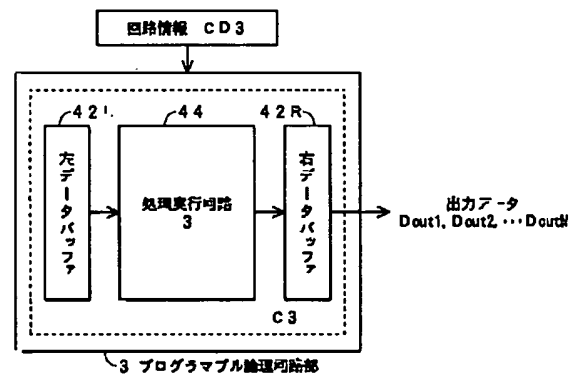 回路情報 CD3
42L
44
42R
左データバッファ
処理実行回路
3
右データバッファ
出力データ
Dout1, Dout2, ・・・DoutN
C3
3 プログラマブル論理回路部